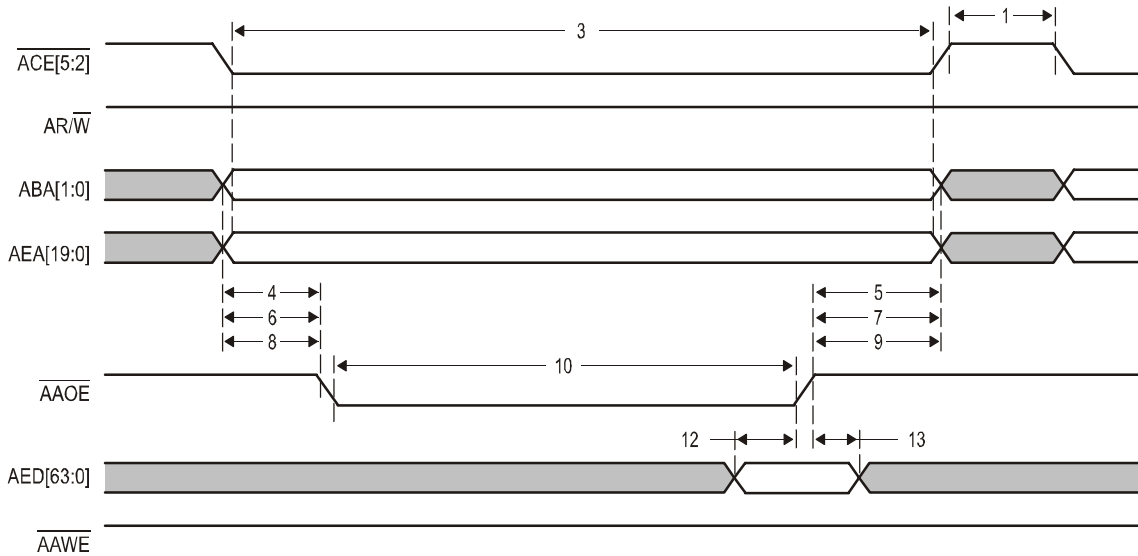 1
3
ACE[5:2]
AR/W
ABA[1:0]
AEA[19:0]
4 5
6 7
8 9
10
AAOE
12 13
AED[63:0]
AAWE